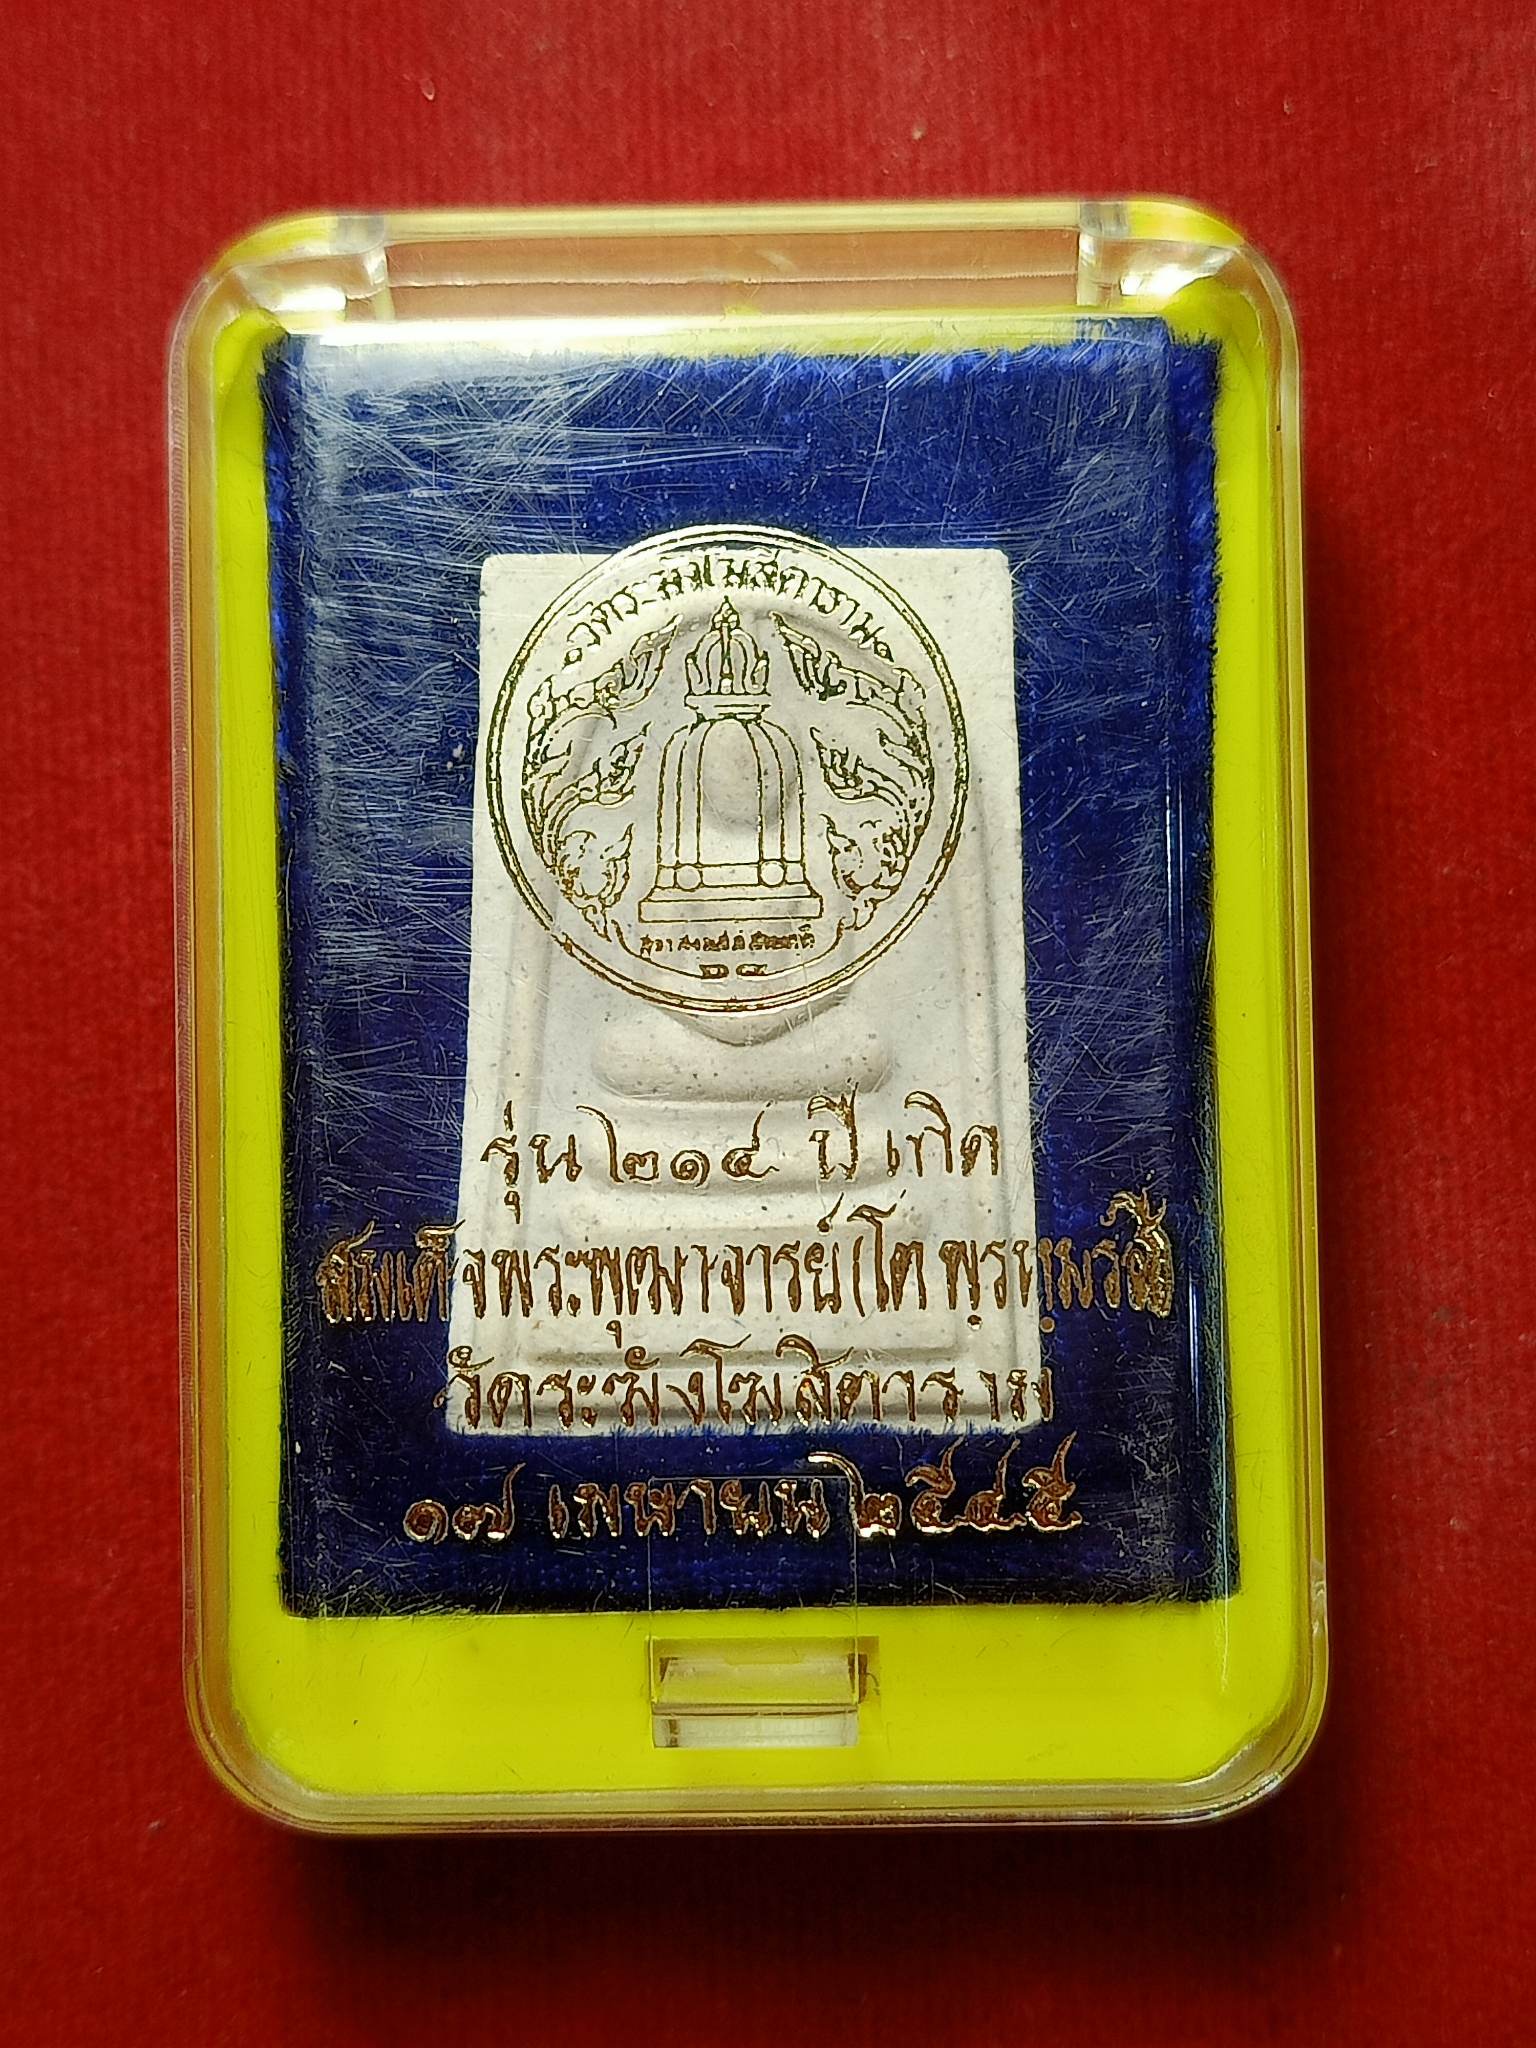 วัดระฆังโฆสิตาราม
รุ่น ๒๑๔ ปี เกิด
สมเด็จพระพุฒาจารย์ (โต พฺรหฺมรํสี)
วัดระฆังโฆสิตาราม
๑๗ เมษายน ๒๕๔๕